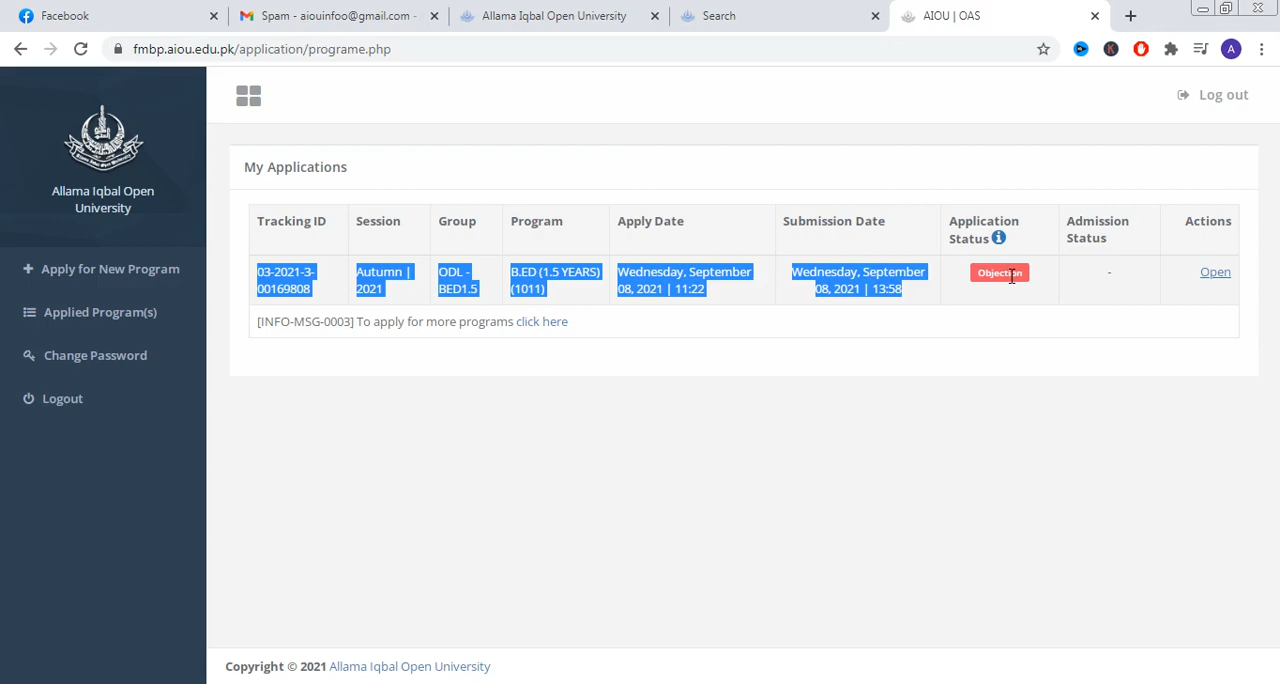 Facebook
Spam - aiouinfoo@gmail.com -
Allama Iqbal Open University
Search
AIOU | OAS
fmbp.aiou.edu.pk/application/programe.php
K
A
Allama Iqbal Open
University
Apply for New Program
Applied Program(s)
Change Password
Logout
Log out
My Applications
Tracking ID Session Group Program Apply Date Submission Date Application Status Admission Status Actions
03-2021-3-
00169808
Autumn |
2021
ODL -
BED1.5
B.ED (1.5 YEARS)
(1011)
Wednesday, September
08, 2021 | 11:22
Wednesday, September
08, 2021 | 13:58
Objection
-
Open
[INFO-MSG-0003] To apply for more programs click here
Copyright © 2021 Allama Iqbal Open University